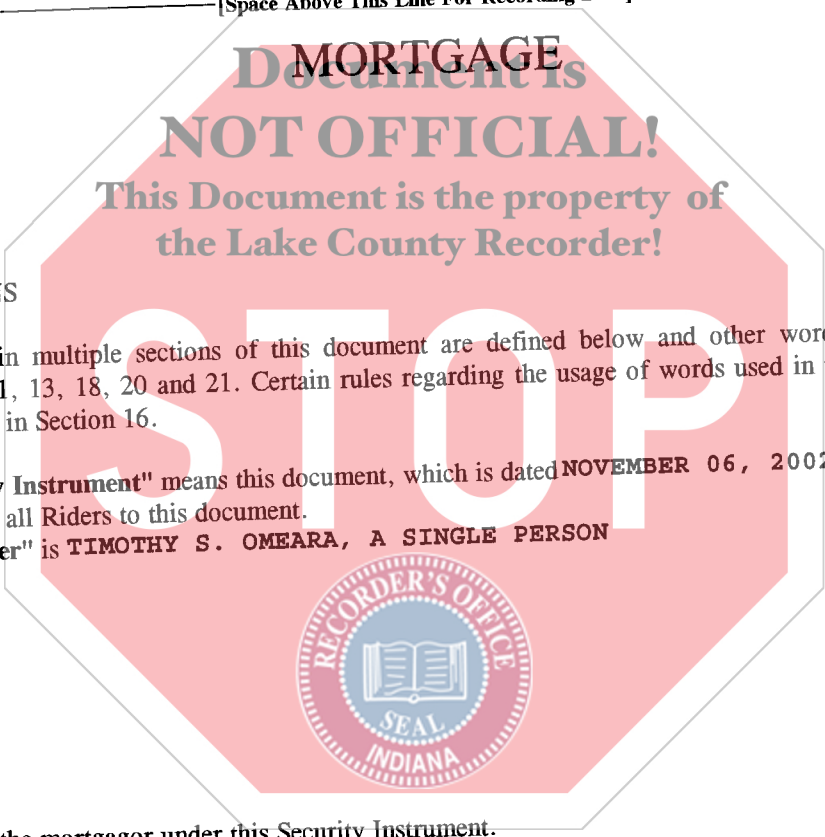 [Space Above This Line For Recording
MORTGAGE
Document is
NOT OFFICIAL!
This Document is the property of
the Lake County Recorder!
STOP
in multiple sections of this document are defined below and other
1, 13, 18, 20 and 21. Certain rules regarding the usage of words used in
in Section 16.
Instrument" means this document, which is dated NOVEMBER 06, 2002
all Riders to this document.
er" is TIMOTHY S. OMEARA, A SINGLE PERSON
RECORDER'S OFFICE
SEAL
INDIANA
the mortgagor under this Security Instrument.